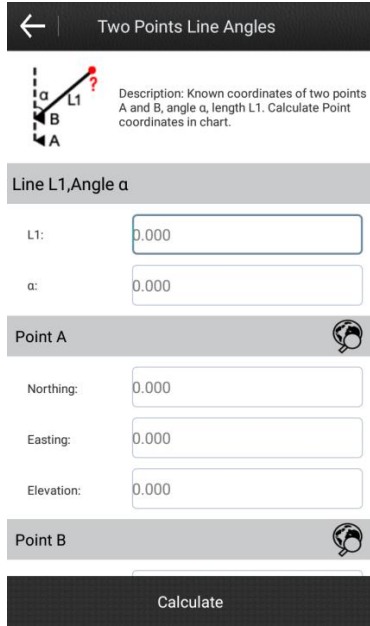 Two Points Line Angles
α
L1
?
B
A
Description: Known coordinates of two points
A and B, angle α, length L1. Calculate Point
coordinates in chart.
Line L1,Angle α
L1: 0.000
α: 0.000
Point A
Northing: 0.000
Easting: 0.000
Elevation: 0.000
Point B
Calculate